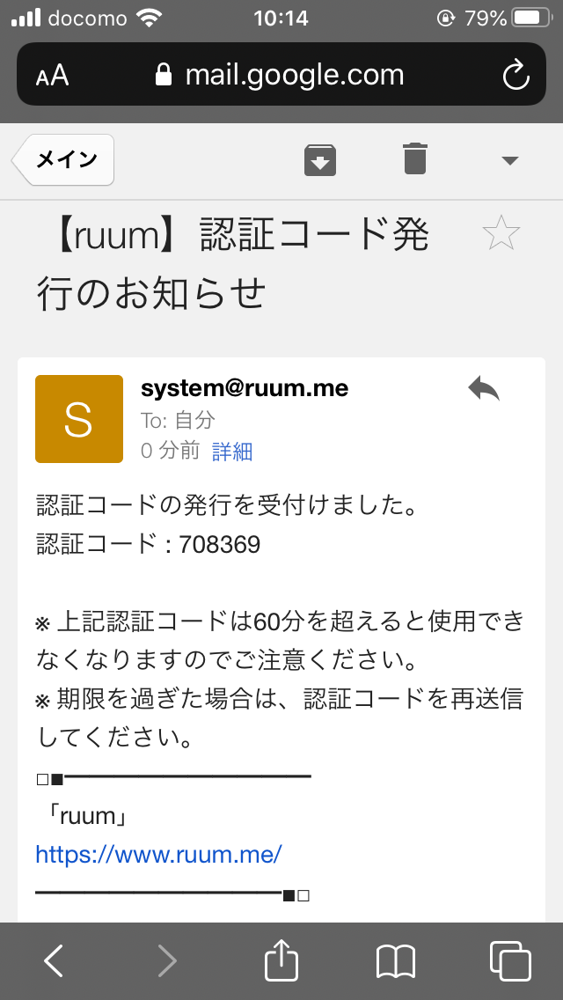 docomo 10:14 79%
AA mail.google.com
メイン
【ruum】認証コード発
行のお知らせ
S
system@ruum.me
To: 自分
0 分前 詳細
認証コードの発行を受付けました。
認証コード : 708369
※ 上記認証コードは60分を超えると使用でき
なくなりますのでご注意ください。
※ 期限を過ぎた場合は、認証コードを再送信
してください。
□■━━━━━━━━━━━━━━
「ruum」
https://www.ruum.me/
━━━━━━━━━━━━━━■□